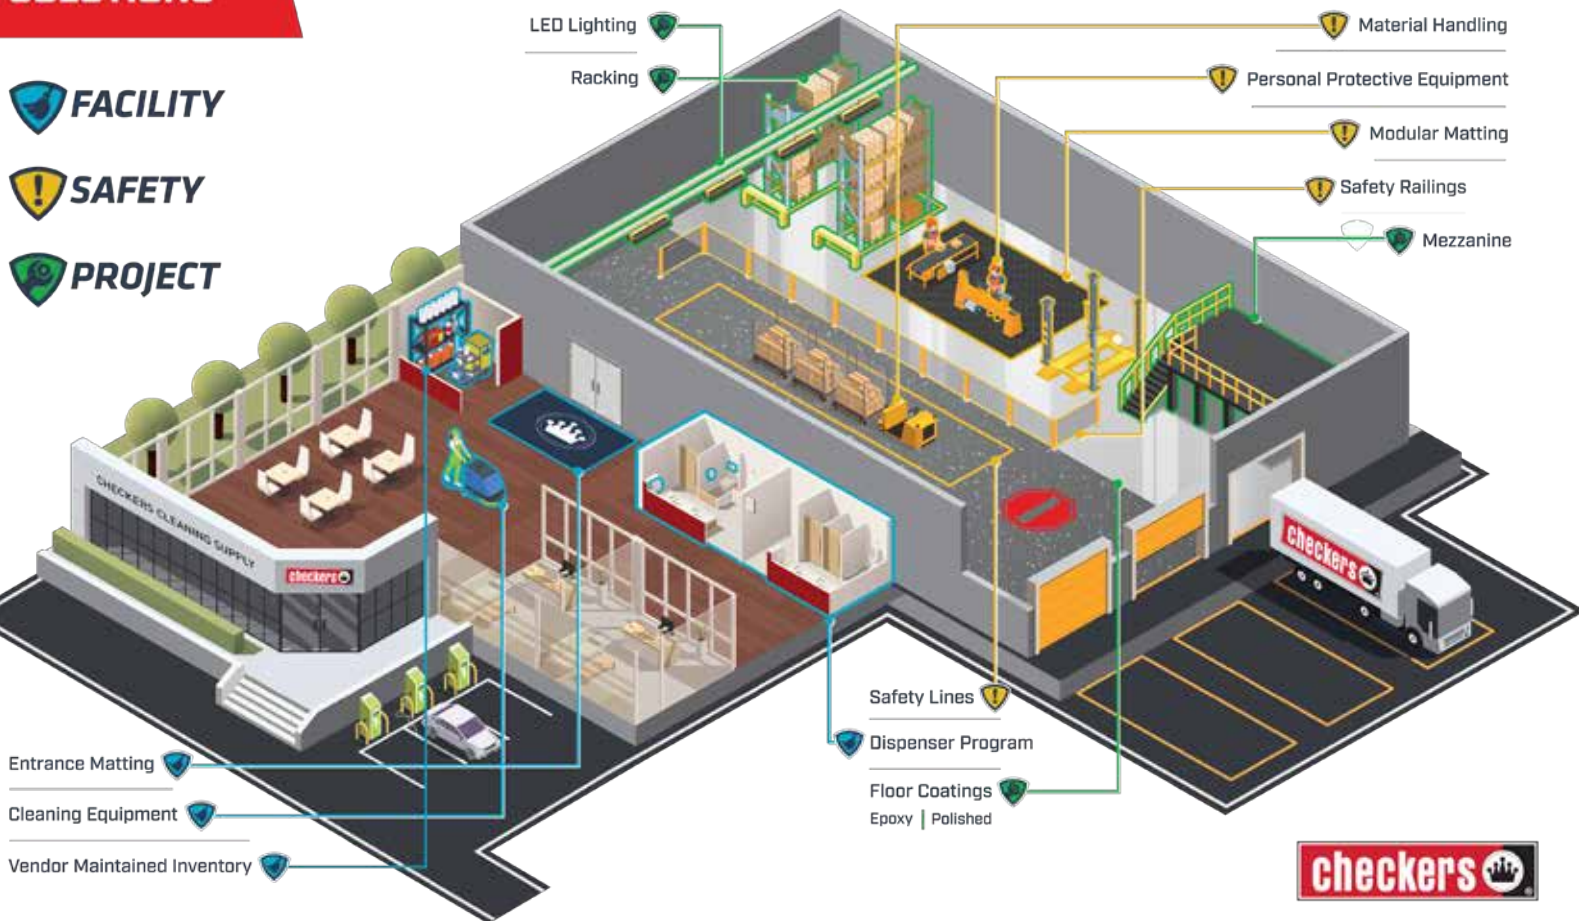 FACILITY
SAFETY
PROJECT
LED Lighting
Racking
Material Handling
Personal Protective Equipment
Modular Matting
Safety Railings
Mezzanine
CHECKERS CLEANING SUPPLY
checkers
checkers
Safety Lines
Dispenser Program
Floor Coatings
Epoxy | Polished
Entrance Matting
Cleaning Equipment
Vendor Maintained Inventory
checkers